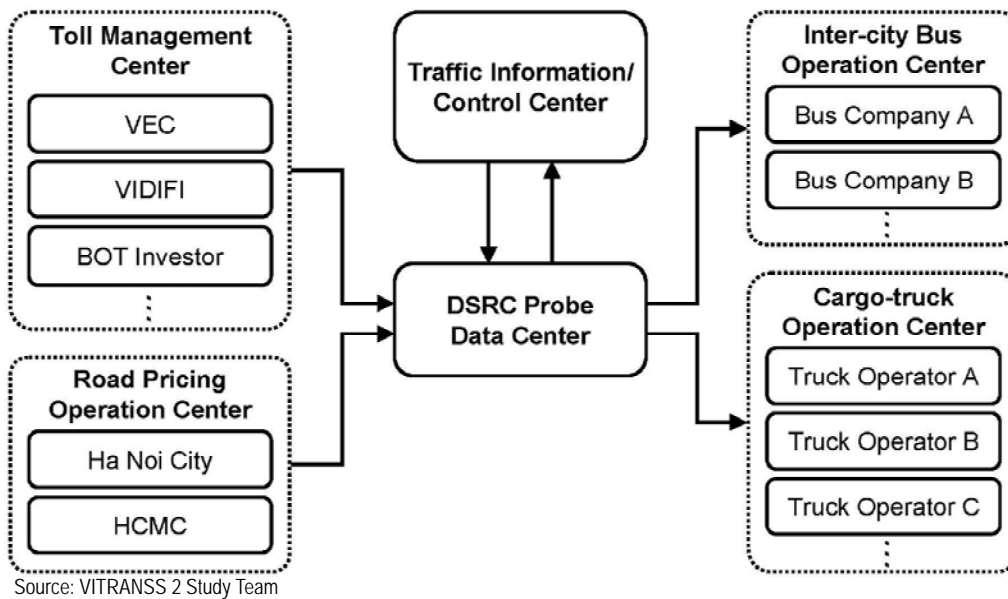 Toll Management
Center
VEC
VIDIFI
BOT Investor
Road Pricing
Operation Center
Ha Noi City
HCMC
Traffic Information/
Control Center
DSRC Probe
Data Center
Inter-city Bus
Operation Center
Bus Company A
Bus Company B
Cargo-truck
Operation Center
Truck Operator A
Truck Operator B
Truck Operator C
Source: VITRANSS 2 Study Team